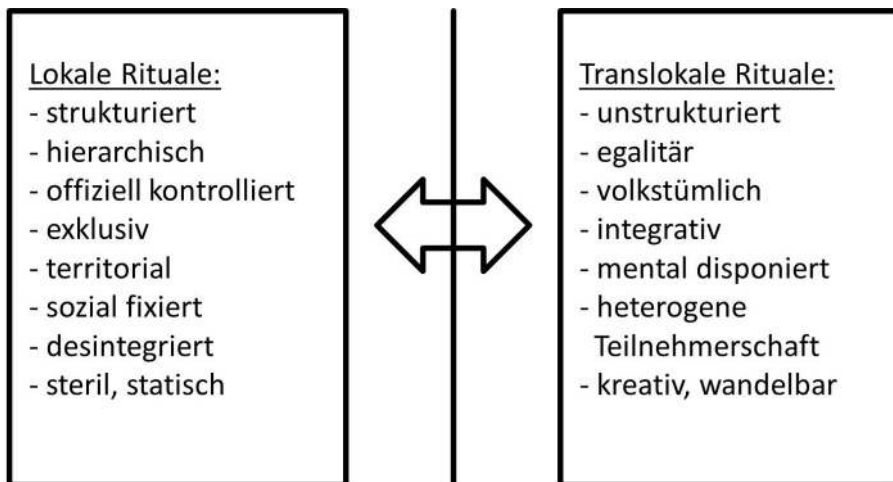 Lokale Rituale:
- strukturiert
- hierarchisch
- offiziell kontrolliert
- exklusiv
- territorial
- sozial fixiert
- desintegriert
- steril, statisch
Translokale Rituale:
- unstrukturiert
- egalitär
- volkstümlich
- integrativ
- mental disponiert
- heterogene
Teilnehmerschaft
- kreativ, wandelbar